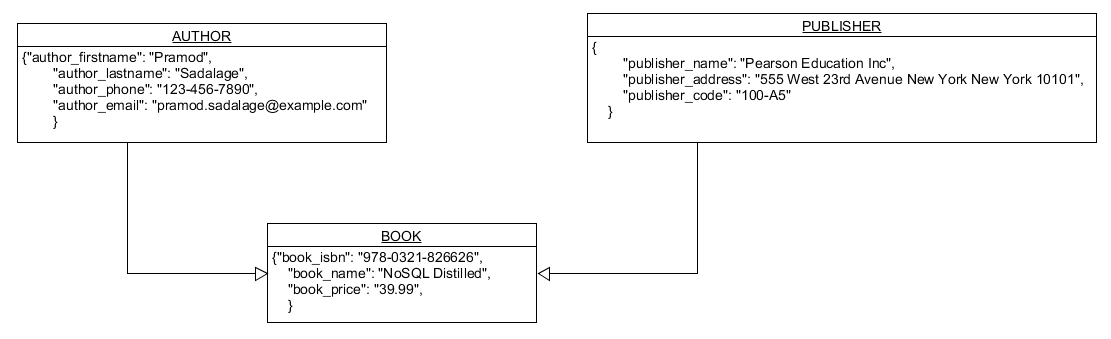 AUTHOR
{"author_firstname": "Pramod",
"author_lastname": "Sadalage",
"author_phone": "123-456-7890",
"author_email": "pramod.sadalage@example.com"
}
PUBLISHER
{
"publisher_name": "Pearson Education Inc",
"publisher_address": "555 West 23rd Avenue New York New York 10101",
"publisher_code": "100-A5"
}
BOOK
{"book_isbn": "978-0321-826626",
"book_name": "NoSQL Distilled",
"book_price": "39.99",
}